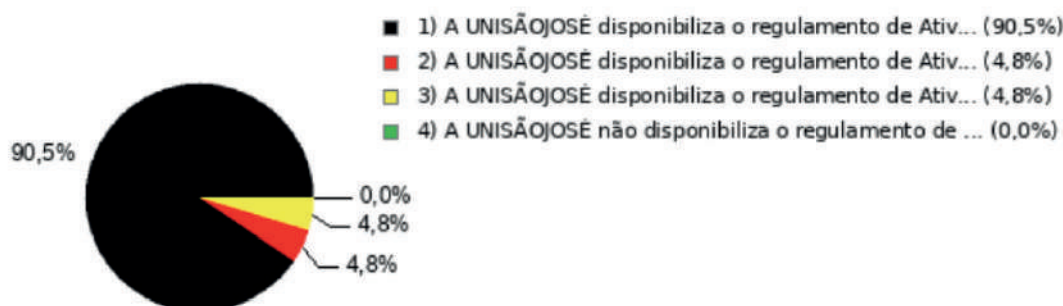 1) A UNISÃOJOSÉ disponibiliza o regulamento de Ativ... (90,5%)
2) A UNISÃOJOSÉ disponibiliza o regulamento de Ativ... (4,8%)
3) A UNISÃOJOSÉ disponibiliza o regulamento de Ativ... (4,8%)
4) A UNISÃOJOSÉ não disponibiliza o regulamento de ... (0,0%)
90,5%
0,0%
4,8%
4,8%